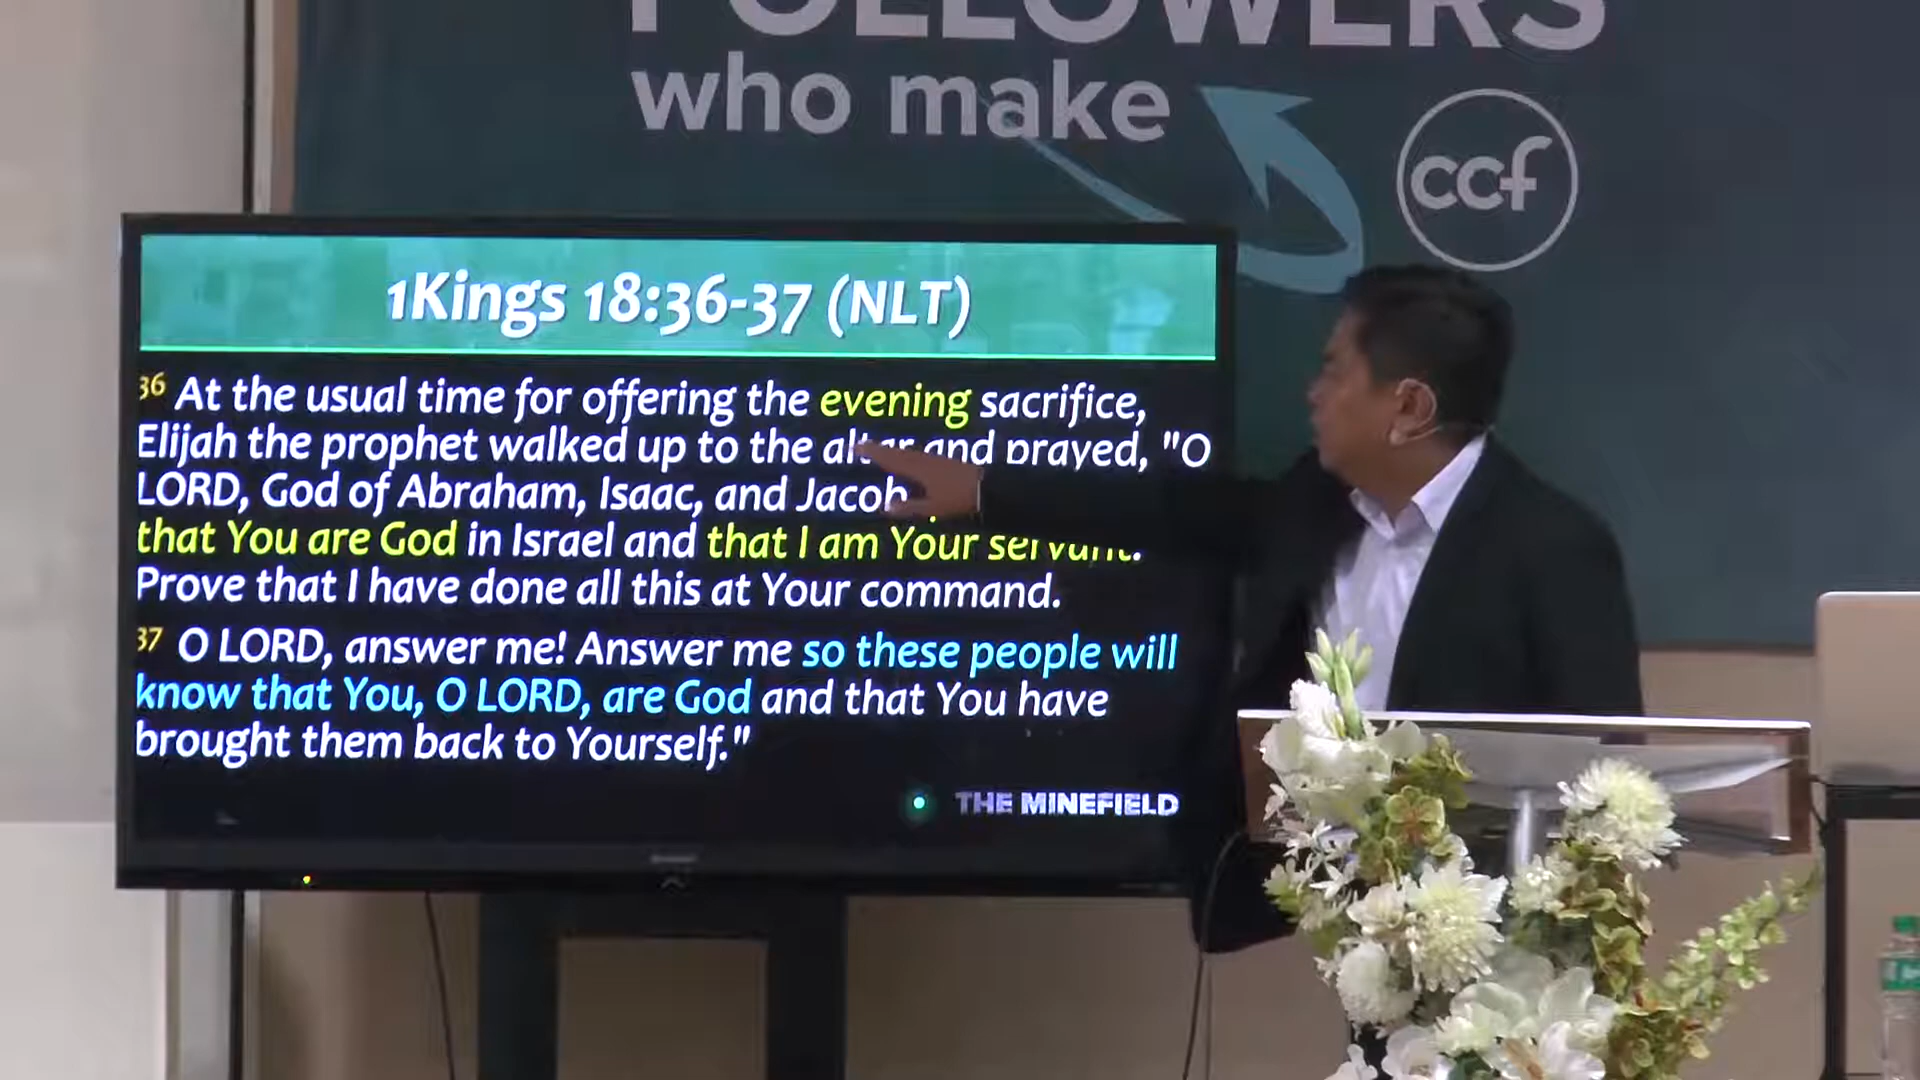 FOLLOWERS
who make
ccf
1Kings 18:36-37 (NLT)
36 At the usual time for offering the evening sacrifice,
Elijah the prophet walked up to the altar and prayed, "O
LORD, God of Abraham, Isaac, and Jacob
that You are God in Israel and that I am Your servant.
Prove that I have done all this at Your command.
37 O LORD, answer me! Answer me so these people will
know that You, O LORD, are God and that You have
brought them back to Yourself."
THE MINEFIELD